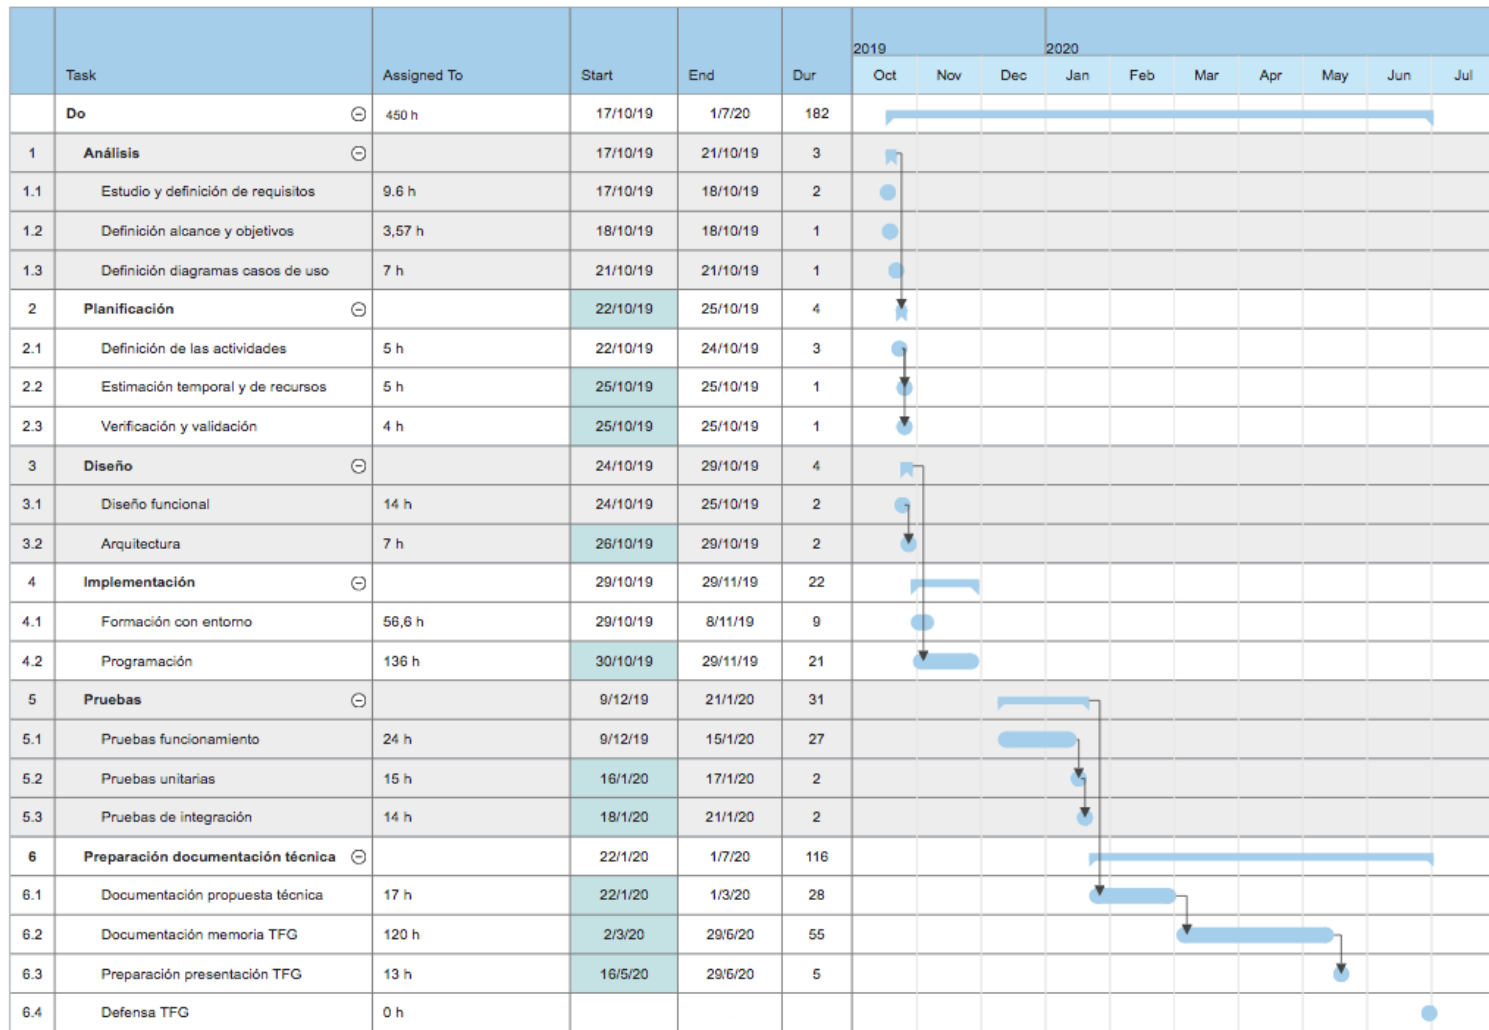 2019 2020
Task Assigned To Start End Dur Oct Nov Dec Jan Feb Mar Apr May Jun Jul
Do 450 h 17/10/19 1/7/20 182
1 Análisis 17/10/19 21/10/19 3
1.1 Estudio y definición de requisitos 9.6 h 17/10/19 18/10/19 2
1.2 Definición alcance y objetivos 3,57 h 18/10/19 18/10/19 1
1.3 Definición diagramas casos de uso 7 h 21/10/19 21/10/19 1
2 Planificación 22/10/19 25/10/19 4
2.1 Definición de las actividades 5 h 22/10/19 24/10/19 3
2.2 Estimación temporal y de recursos 5 h 25/10/19 25/10/19 1
2.3 Verificación y validación 4 h 25/10/19 25/10/19 1
3 Diseño 24/10/19 29/10/19 4
3.1 Diseño funcional 14 h 24/10/19 25/10/19 2
3.2 Arquitectura 7 h 26/10/19 29/10/19 2
4 Implementación 29/10/19 29/11/19 22
4.1 Formación con entorno 56,6 h 29/10/19 8/11/19 9
4.2 Programación 136 h 30/10/19 29/11/19 21
5 Pruebas 9/12/19 21/1/20 31
5.1 Pruebas funcionamiento 24 h 9/12/19 15/1/20 27
5.2 Pruebas unitarias 15 h 16/1/20 17/1/20 2
5.3 Pruebas de integración 14 h 18/1/20 21/1/20 2
6 Preparación documentación técnica 22/1/20 1/7/20 116
6.1 Documentación propuesta técnica 17 h 22/1/20 1/3/20 28
6.2 Documentación memoria TFG 120 h 2/3/20 29/6/20 55
6.3 Preparación presentación TFG 13 h 16/5/20 29/6/20 5
6.4 Defensa TFG 0 h